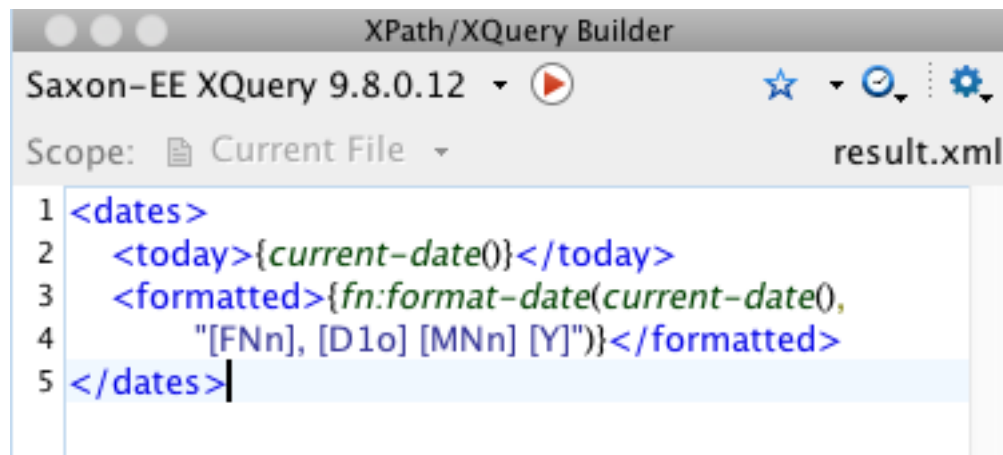 XPath/XQuery Builder
Saxon-EE XQuery 9.8.0.12
Scope: Current File result.xml
1 <dates>
2 <today>{current-date()}</today>
3 <formatted>{fn:format-date(current-date(),
4 "[FNn], [D1o] [MNn] [Y]")}</formatted>
5 </dates>